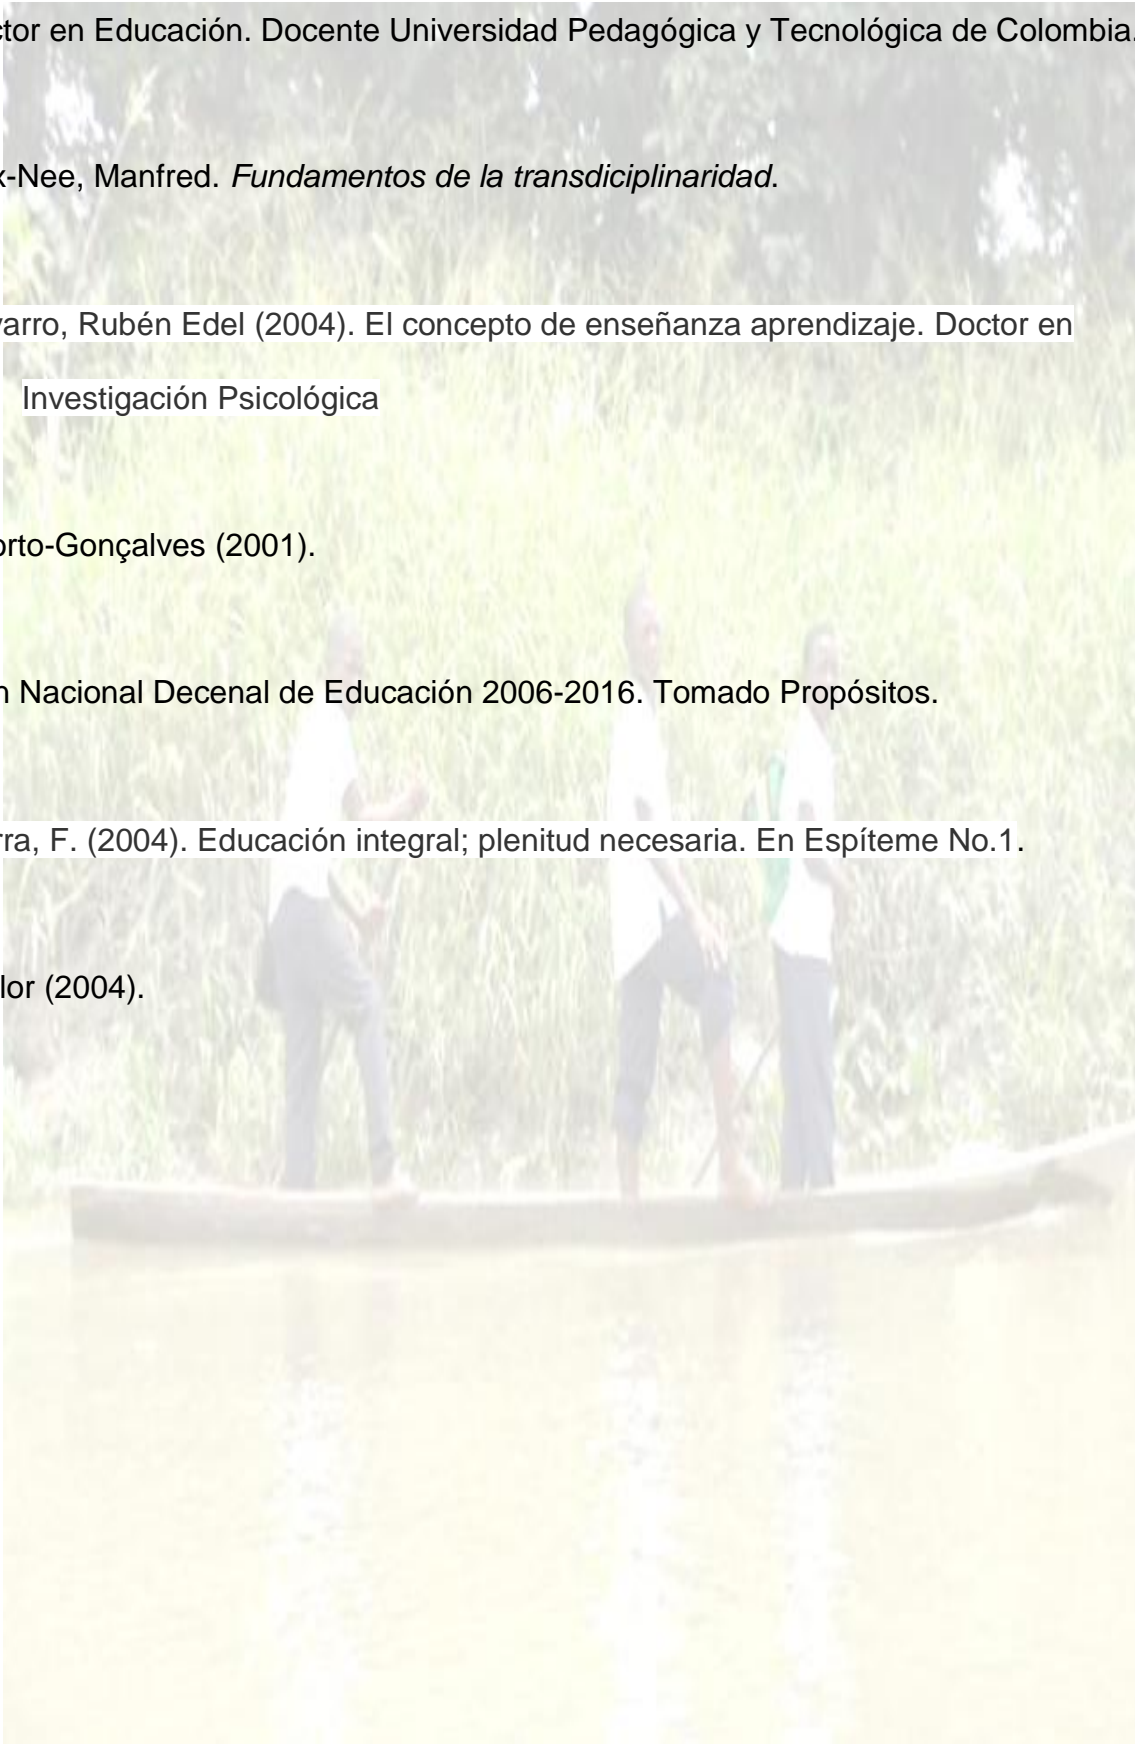 ctor en Educación. Docente Universidad Pedagógica y Tecnológica de Colombia.
x-Nee, Manfred. Fundamentos de la transdiciplinaridad.
varro, Rubén Edel (2004). El concepto de enseñanza aprendizaje. Doctor en
Investigación Psicológica
orto-Gonçalves (2001).
n Nacional Decenal de Educación 2006-2016. Tomado Propósitos.
rra, F. (2004). Educación integral; plenitud necesaria. En Espíteme No.1.
lor (2004).